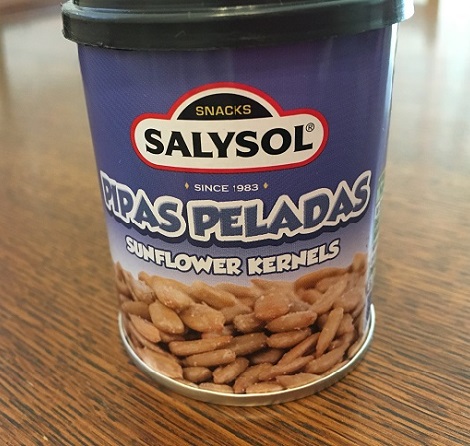 SNACKS
SALYSOL®
SINCE 1983
PIPAS PELADAS
SUNFLOWER KERNELS